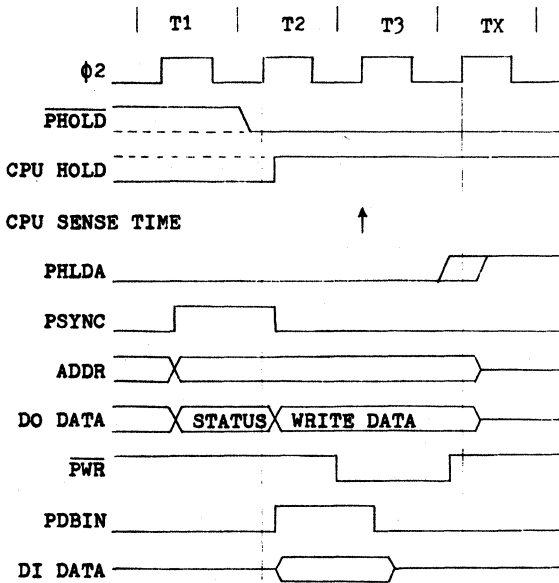 T1 T2 T3 TX
ϕ2
PHOLD
CPU HOLD
CPU SENSE TIME
PHLDA
PSYNC
ADDR
DO DATA STATUS WRITE DATA
PWR
PDBIN
DI DATA